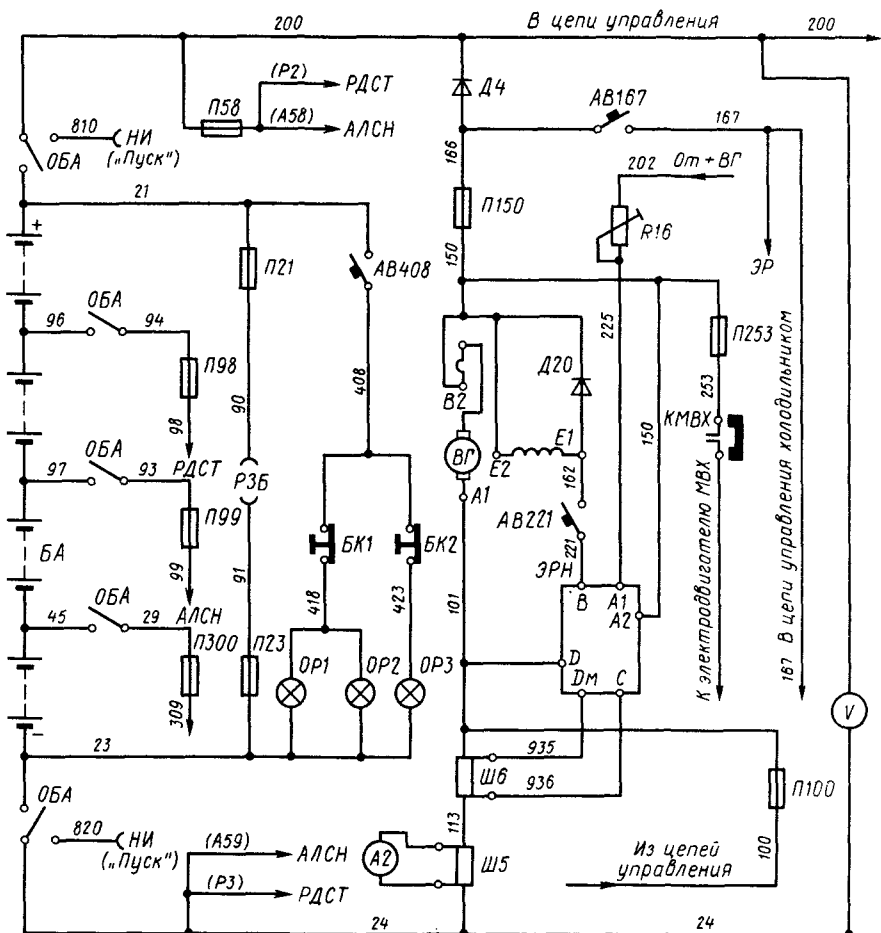 200
В цепи управления
200
(Р2)
РДСТ
Д4
П58
(А58)
АЛСН
АВ167
810
НИ
(„Пуск")
ОБА
167
166
202
От + ВГ
21
П150
R16
+
П21
АВ408
150
ЭР
ОБА
96
94
П98
Д20
225
П253
408
90
В2
253
98
150
КМВХ
ОБА
РДСТ
Е1
97
93
РЗБ
ВГ
Е2
162
А1
П99
АВ221
БА
БК1
БК2
221
99
91
ЭРН
В
А1
А2
ОБА
418
423
101
АЛСН
45
29
П300
П23
ОР1
ОР2
ОР3
D
Dм
С
К электродвигателю МВХ
187 В цепи управления холодильником
V
309
–
23
935
Ш6
936
П100
ОБА
113
820
НИ
(„Пуск")
(А59)
АЛСН
А2
Ш5
Из цепей
управления
100
(Р3)
РДСТ
24
24